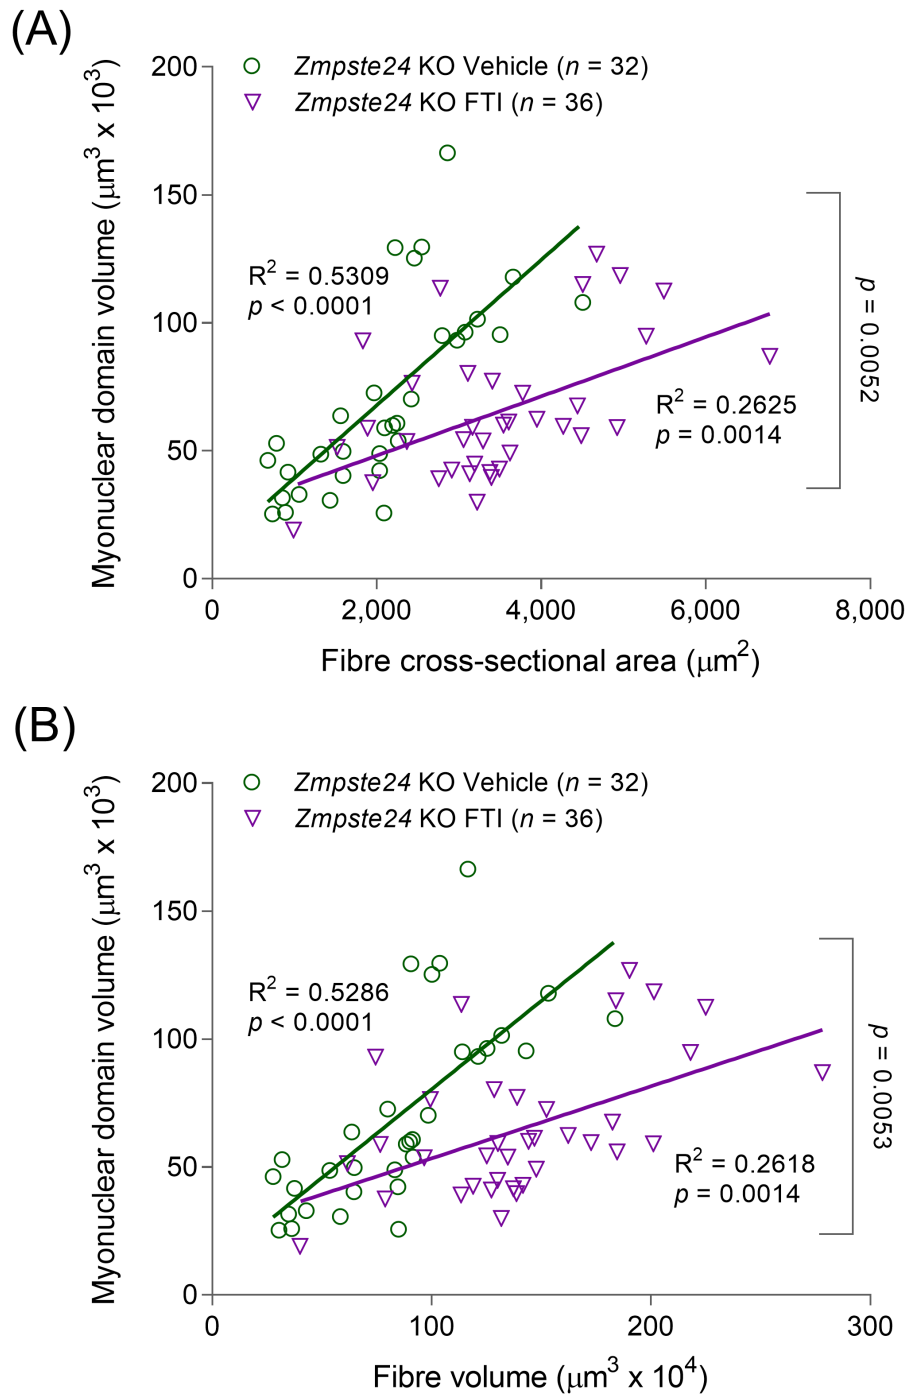 (A)
Zmpste24 KO Vehicle (n = 32)
Zmpste24 KO FTI (n = 36)
Myonuclear domain volume (μm³ x 10³)
200
150
100
50
0
R² = 0.5309
p < 0.0001
R² = 0.2625
p = 0.0014
p = 0.0052
0 2,000 4,000 6,000 8,000
Fibre cross-sectional area (μm²)
(B)
Zmpste24 KO Vehicle (n = 32)
Zmpste24 KO FTI (n = 36)
Myonuclear domain volume (μm³ x 10³)
200
150
100
50
0
R² = 0.5286
p < 0.0001
R² = 0.2618
p = 0.0014
p = 0.0053
0 100 200 300
Fibre volume (μm³ x 10⁴)